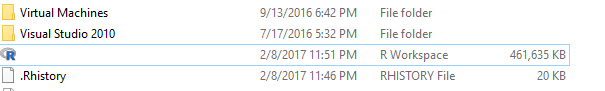 Virtual Machines 9/13/2016 6:42 PM File folder
Visual Studio 2010 7/17/2016 5:32 PM File folder
2/8/2017 11:51 PM R Workspace 461,635 KB
.Rhistory 2/8/2017 11:46 PM RHISTORY File 20 KB